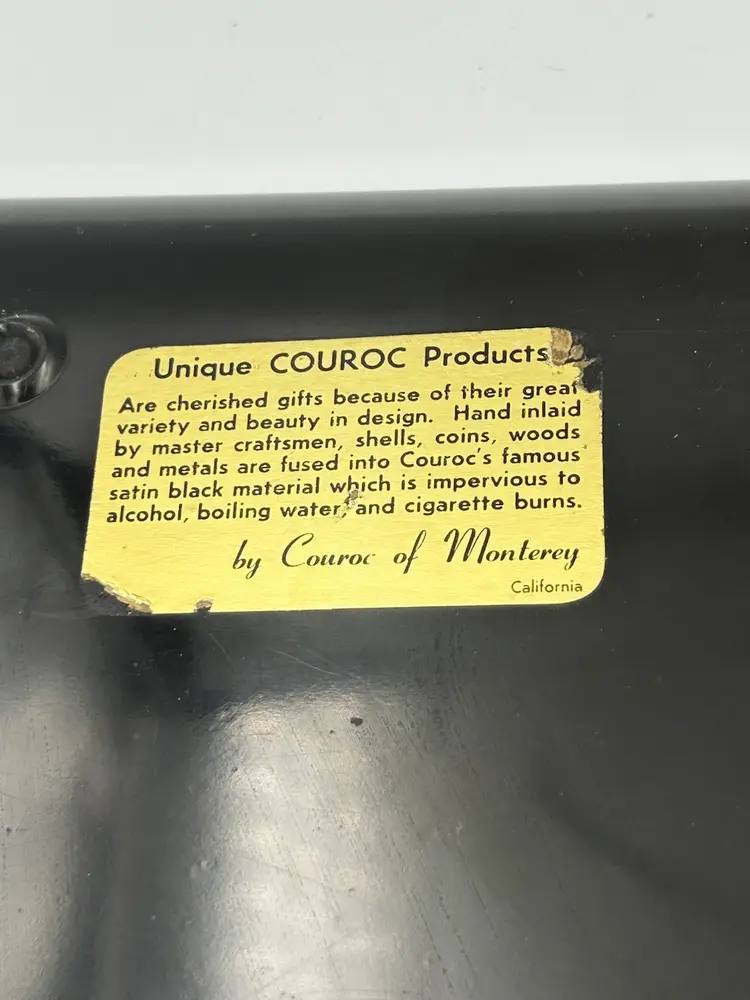 Unique COUROC Products
Are cherished gifts because of their great
variety and beauty in design. Hand inlaid
by master craftsmen, shells, coins, woods
and metals are fused into Couroc's famous
satin black material which is impervious to
alcohol, boiling water, and cigarette burns.
by Couroc of Monterey
California